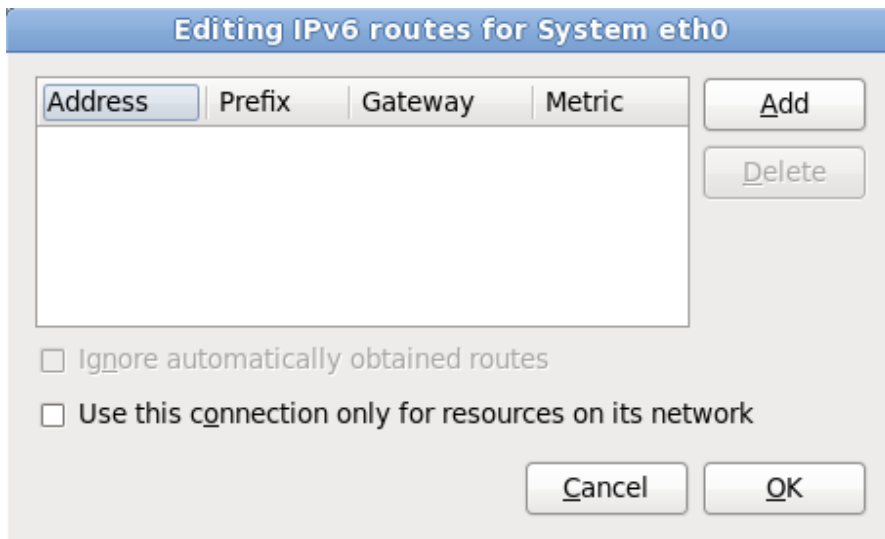 Editing IPv6 routes for System eth0
Address Prefix Gateway Metric
Add
Delete
Ignore automatically obtained routes
Use this connection only for resources on its network
Cancel OK